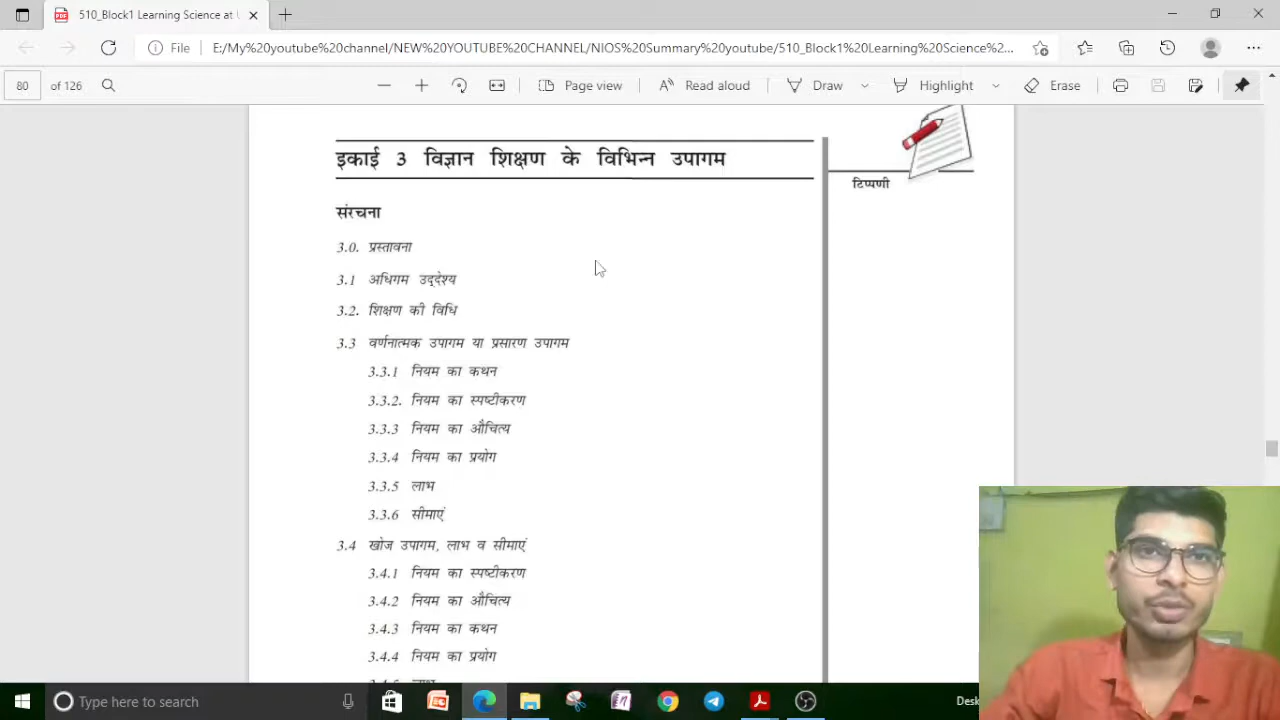 510_Block1 Learning Science at U
File
E:/My%20youtube%20channel/NEW%20YOUTUBE%20CHANNEL/NIOS%20Summary%20youtube/510_Block1%20Learning%20Science%2...
80 of 126
Page view
Read aloud
Draw
Highlight
Erase
इकाई 3 विज्ञान शिक्षण के विभिन्न उपागम
टिप्पणी
संरचना
3.0. प्रस्तावना
3.1 अधिगम उद्देश्य
3.2. शिक्षण की विधि
3.3 वर्णनात्मक उपागम या प्रसारण उपागम
3.3.1 नियम का कथन
3.3.2. नियम का स्पष्टीकरण
3.3.3 नियम का औचित्य
3.3.4 नियम का प्रयोग
3.3.5 लाभ
3.3.6 सीमाएं
3.4 खोज उपागम, लाभ व सीमाएं
3.4.1 नियम का स्पष्टीकरण
3.4.2 नियम का औचित्य
3.4.3 नियम का कथन
3.4.4 नियम का प्रयोग
Type here to search
Desk